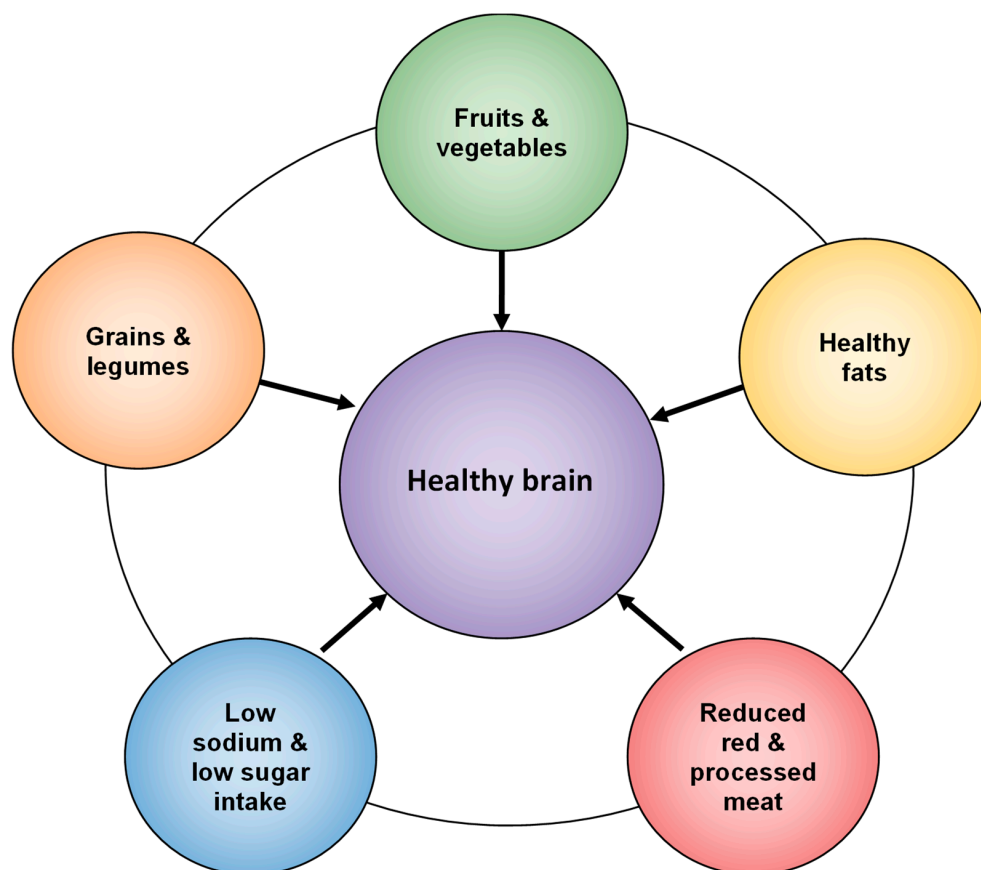 Fruits &
vegetables
Grains &
legumes
Healthy
fats
Healthy brain
Low
sodium &
low sugar
intake
Reduced
red &
processed
meat